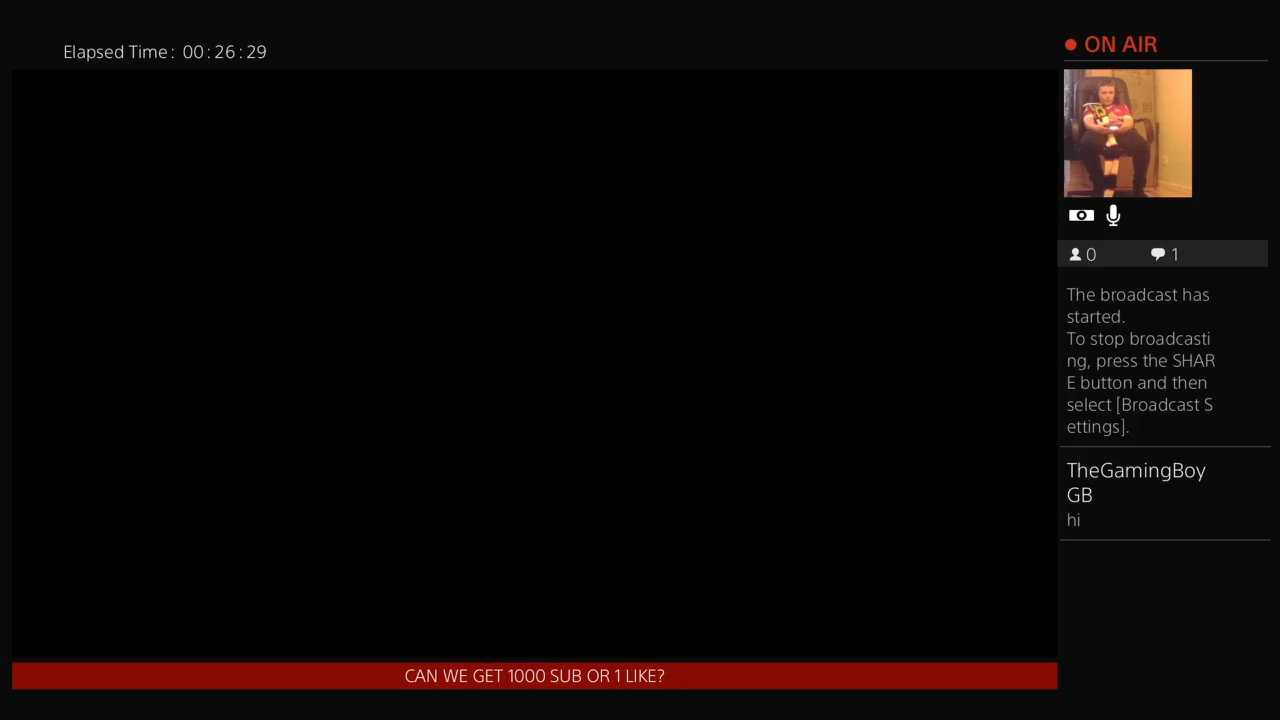 Elapsed Time: 00:26:29
ON AIR
0 1
The broadcast has
started.
To stop broadcasti
ng, press the SHAR
E button and then
select [Broadcast S
ettings].
TheGamingBoy
GB
hi
CAN WE GET 1000 SUB OR 1 LIKE?